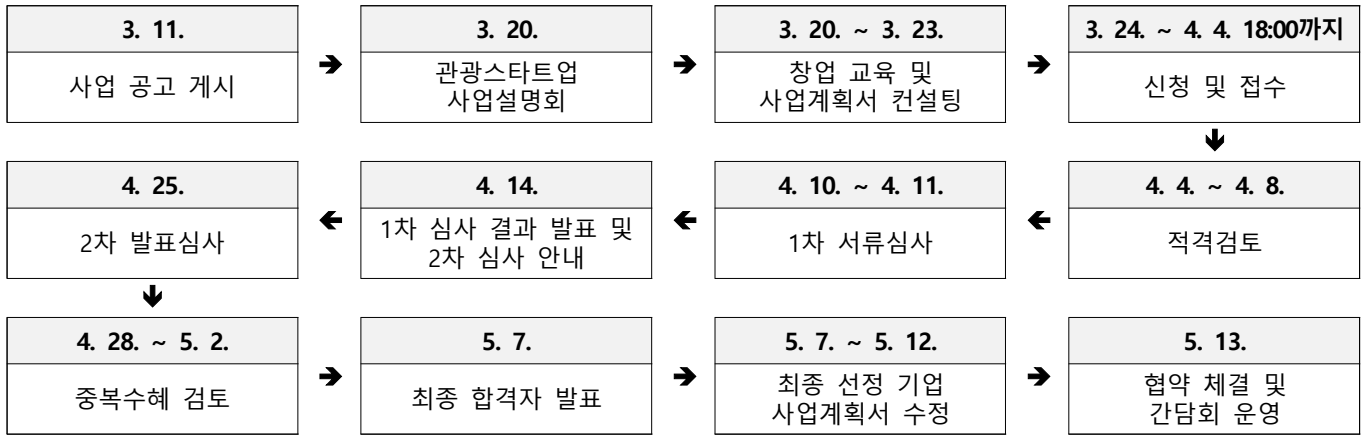 3. 11.
사업 공고 게시
3. 20.
관광스타트업
사업설명회
3. 20. ~ 3. 23.
창업 교육 및
사업계획서 컨설팅
3. 24. ~ 4. 4. 18:00까지
신청 및 접수
4. 4. ~ 4. 8.
적격검토
4. 10. ~ 4. 11.
1차 서류심사
4. 14.
1차 심사 결과 발표 및
2차 심사 안내
4. 25.
2차 발표심사
4. 28. ~ 5. 2.
중복수혜 검토
5. 7.
최종 합격자 발표
5. 7. ~ 5. 12.
최종 선정 기업
사업계획서 수정
5. 13.
협약 체결 및
간담회 운영